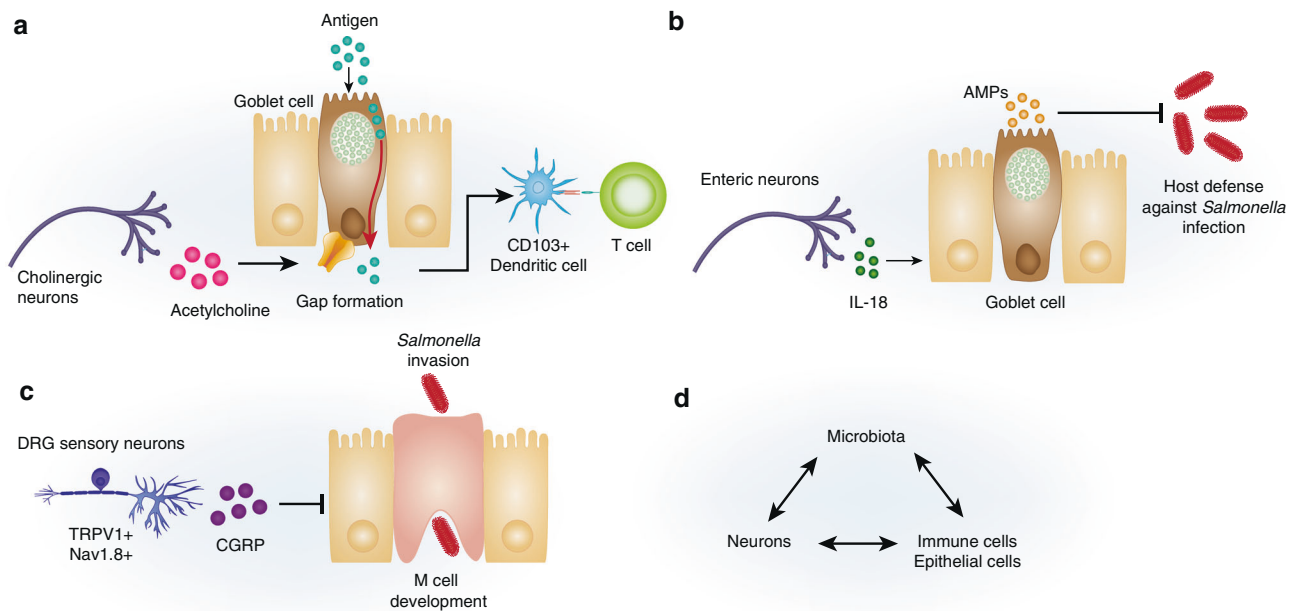 a
Antigen
Goblet cell
Cholinergic
neurons
Acetylcholine
Gap formation
CD103+
Dendritic cell
T cell
b
AMPs
Enteric neurons
IL-18
Goblet cell
Host defense
against Salmonella
infection
c
Salmonella
invasion
DRG sensory neurons
TRPV1+
Nav1.8+
CGRP
M cell
development
d
Microbiota
Neurons
Immune cells
Epithelial cells